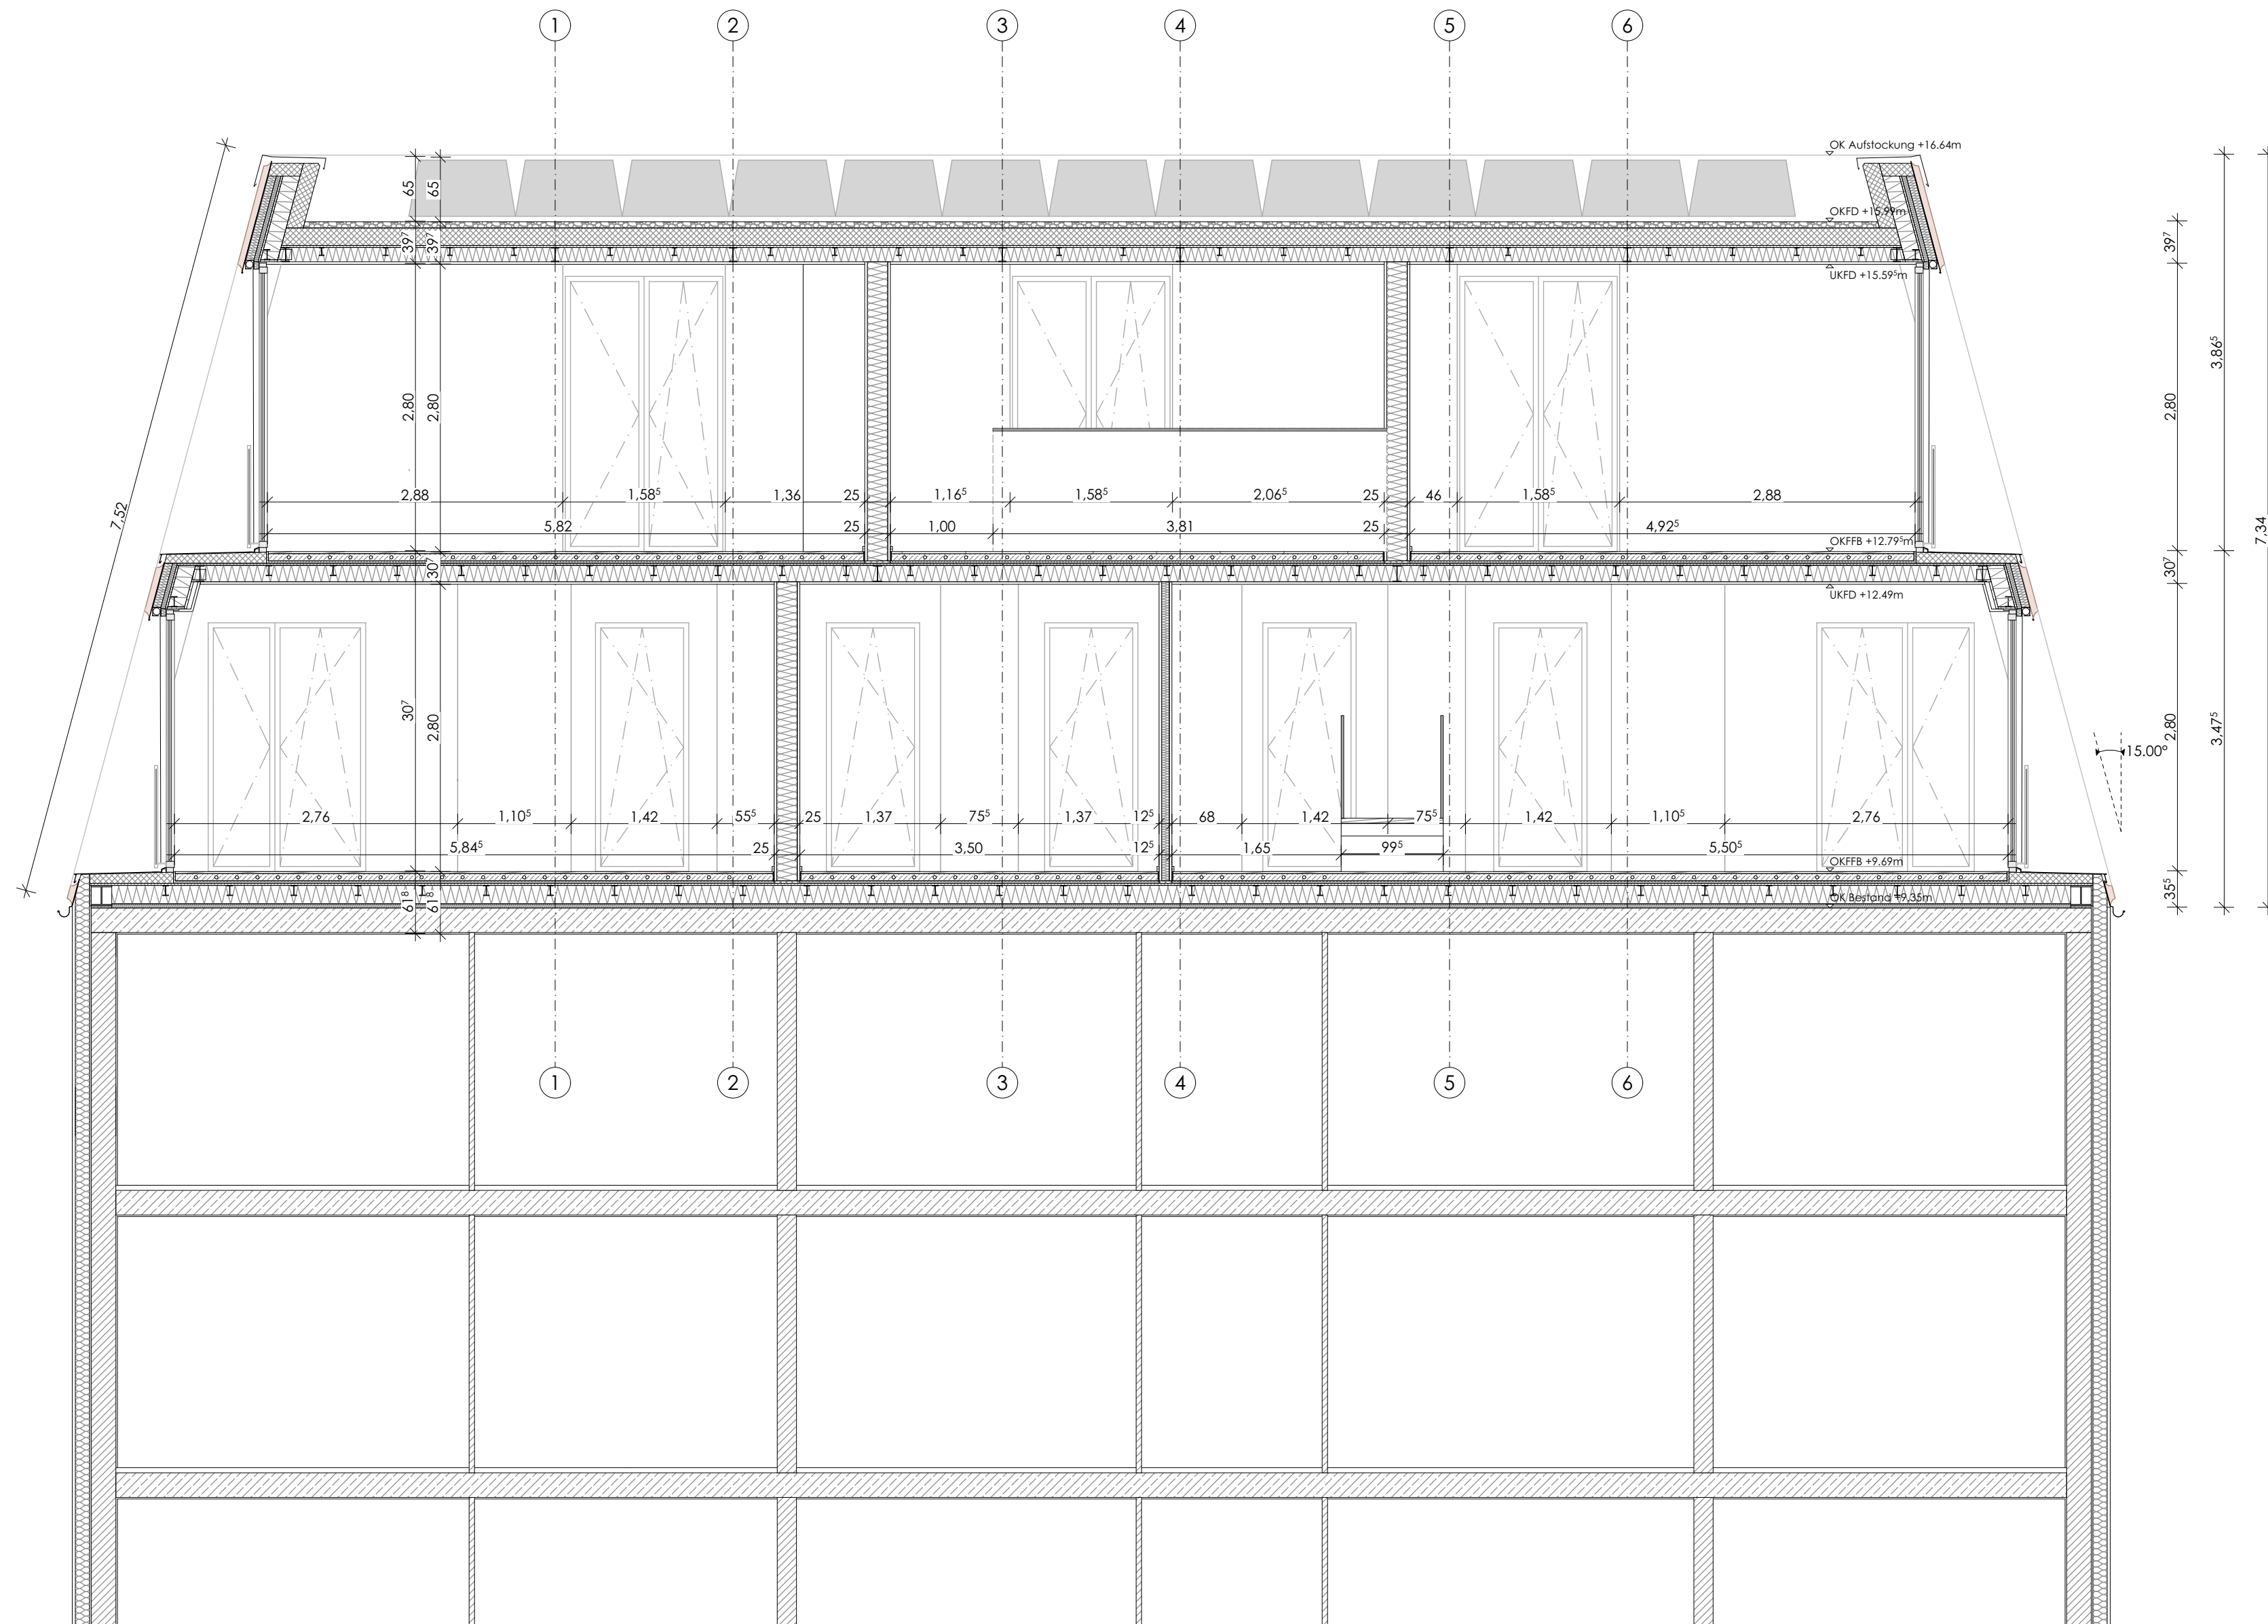 1 2 3 4 5 6
OK Aufstockung +16.64m
65 65
OKFD +15.99m
39⁷ 39⁷ 39⁷
UKFD +15.59⁵m
3,86⁵
2,80 2,80 2,80
2,88 1,58⁵ 1,36 25 1,16⁵ 1,58⁵ 2,06⁵ 25 46 1,58⁵ 2,88
7,52
5,82 25 1,00 3,81 25 4,92⁵
7,34
OKFFB +12.79⁵m
30⁷ 30⁷
UKFD +12.49m
30⁷ 2,80 2,80 3,47⁵
15.00°
2,76 1,10⁵ 1,42 55⁵ 25 1,37 75⁵ 1,37 12⁵ 68 1,42 75⁵ 1,42 1,10⁵ 2,76
5,84⁵ 25 3,50 12⁵ 1,65 99⁵ 5,50⁵
OKFFB +9.69m
35⁵
61⁸ 61⁸
OK Bestand +9.35m
1 2 3 4 5 6